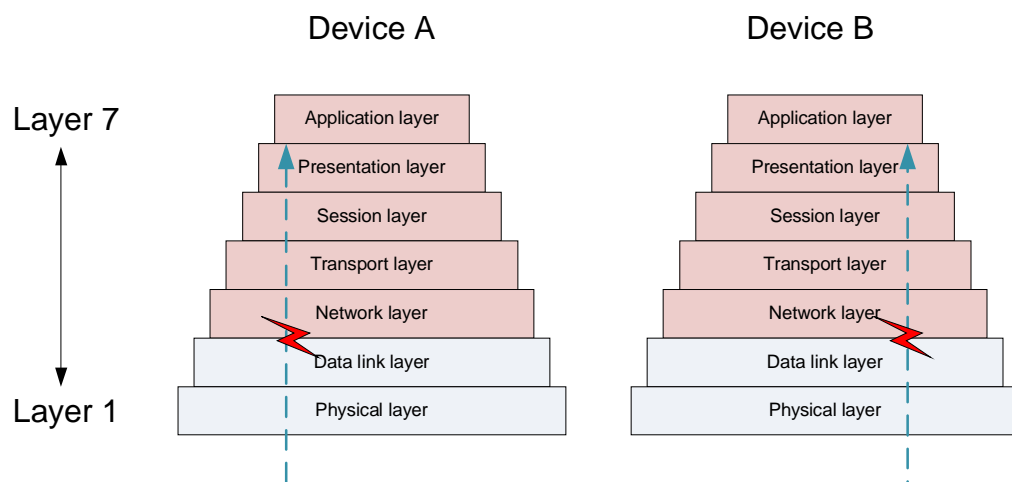 Device A
Device B
Layer 7
Application layer
Application layer
Presentation layer
Presentation layer
Session layer
Session layer
Transport layer
Transport layer
Network layer
Network layer
Data link layer
Data link layer
Layer 1
Physical layer
Physical layer